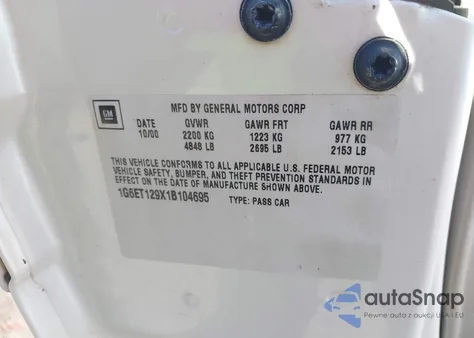 GM
MFD BY GENERAL MOTORS CORP
DATE GVWR GAWR FRT GAWR RR
10/00 2200 KG 1223 KG 977 KG
4848 LB 2695 LB 2153 LB
THIS VEHICLE CONFORMS TO ALL APPLICABLE U.S. FEDERAL MOTOR
VEHICLE SAFETY, BUMPER, AND THEFT PREVENTION STANDARDS IN
EFFECT ON THE DATE OF MANUFACTURE SHOWN ABOVE.
1G6ET129X1B104695 TYPE: PASS CAR
autoSnap
Pewne auta z aukcji USA i EU